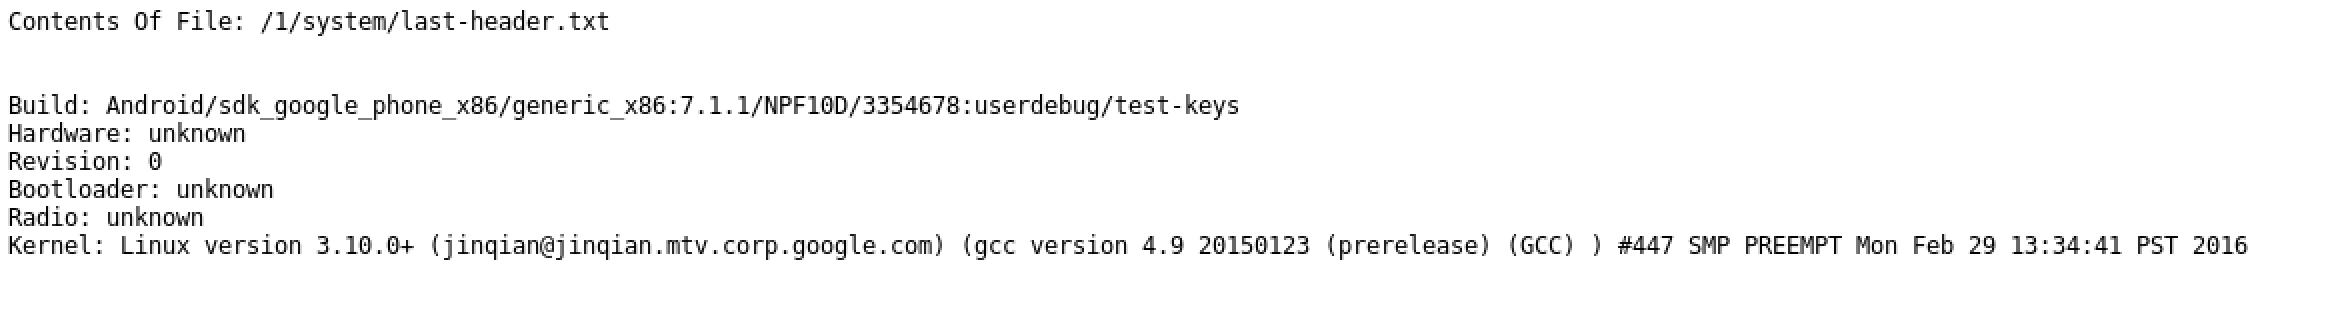 Contents Of File: /1/system/last-header.txt
Build: Android/sdk_google_phone_x86/generic_x86:7.1.1/NPF10D/3354678:userdebug/test-keys
Hardware: unknown
Revision: 0
Bootloader: unknown
Radio: unknown
Kernel: Linux version 3.10.0+ (jinqian@jinqian.mtv.corp.google.com) (gcc version 4.9 20150123 (prerelease) (GCC) ) #447 SMP PREEMPT Mon Feb 29 13:34:41 PST 2016